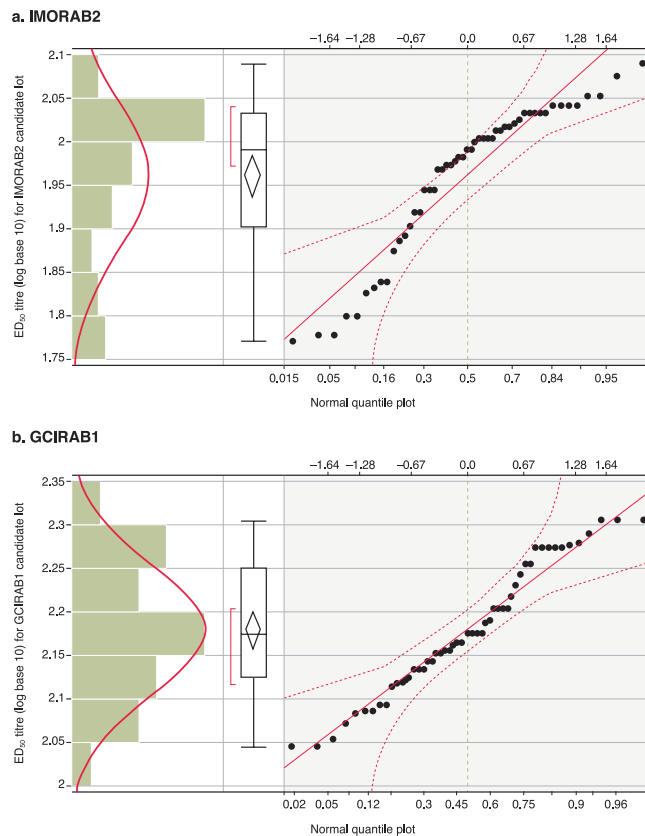 a. IMORAB2
−1.64 −1.28 −0.67 0.0 0.67 1.28 1.64
2.1
2.05
2
1.95
1.9
1.85
1.8
1.75
ED50 titre (log base 10) for IMORAB2 candidate lot
0.015 0.05 0.16 0.3 0.5 0.7 0.84 0.95
Normal quantile plot
b. GCIRAB1
−1.64 −1.28 −0.67 0.0 0.67 1.28 1.64
2.35
2.3
2.25
2.2
2.15
2.1
2.05
2
ED50 titre (log base 10) for GCIRAB1 candidate lot
0.02 0.05 0.12 0.3 0.45 0.6 0.75 0.9 0.96
Normal quantile plot